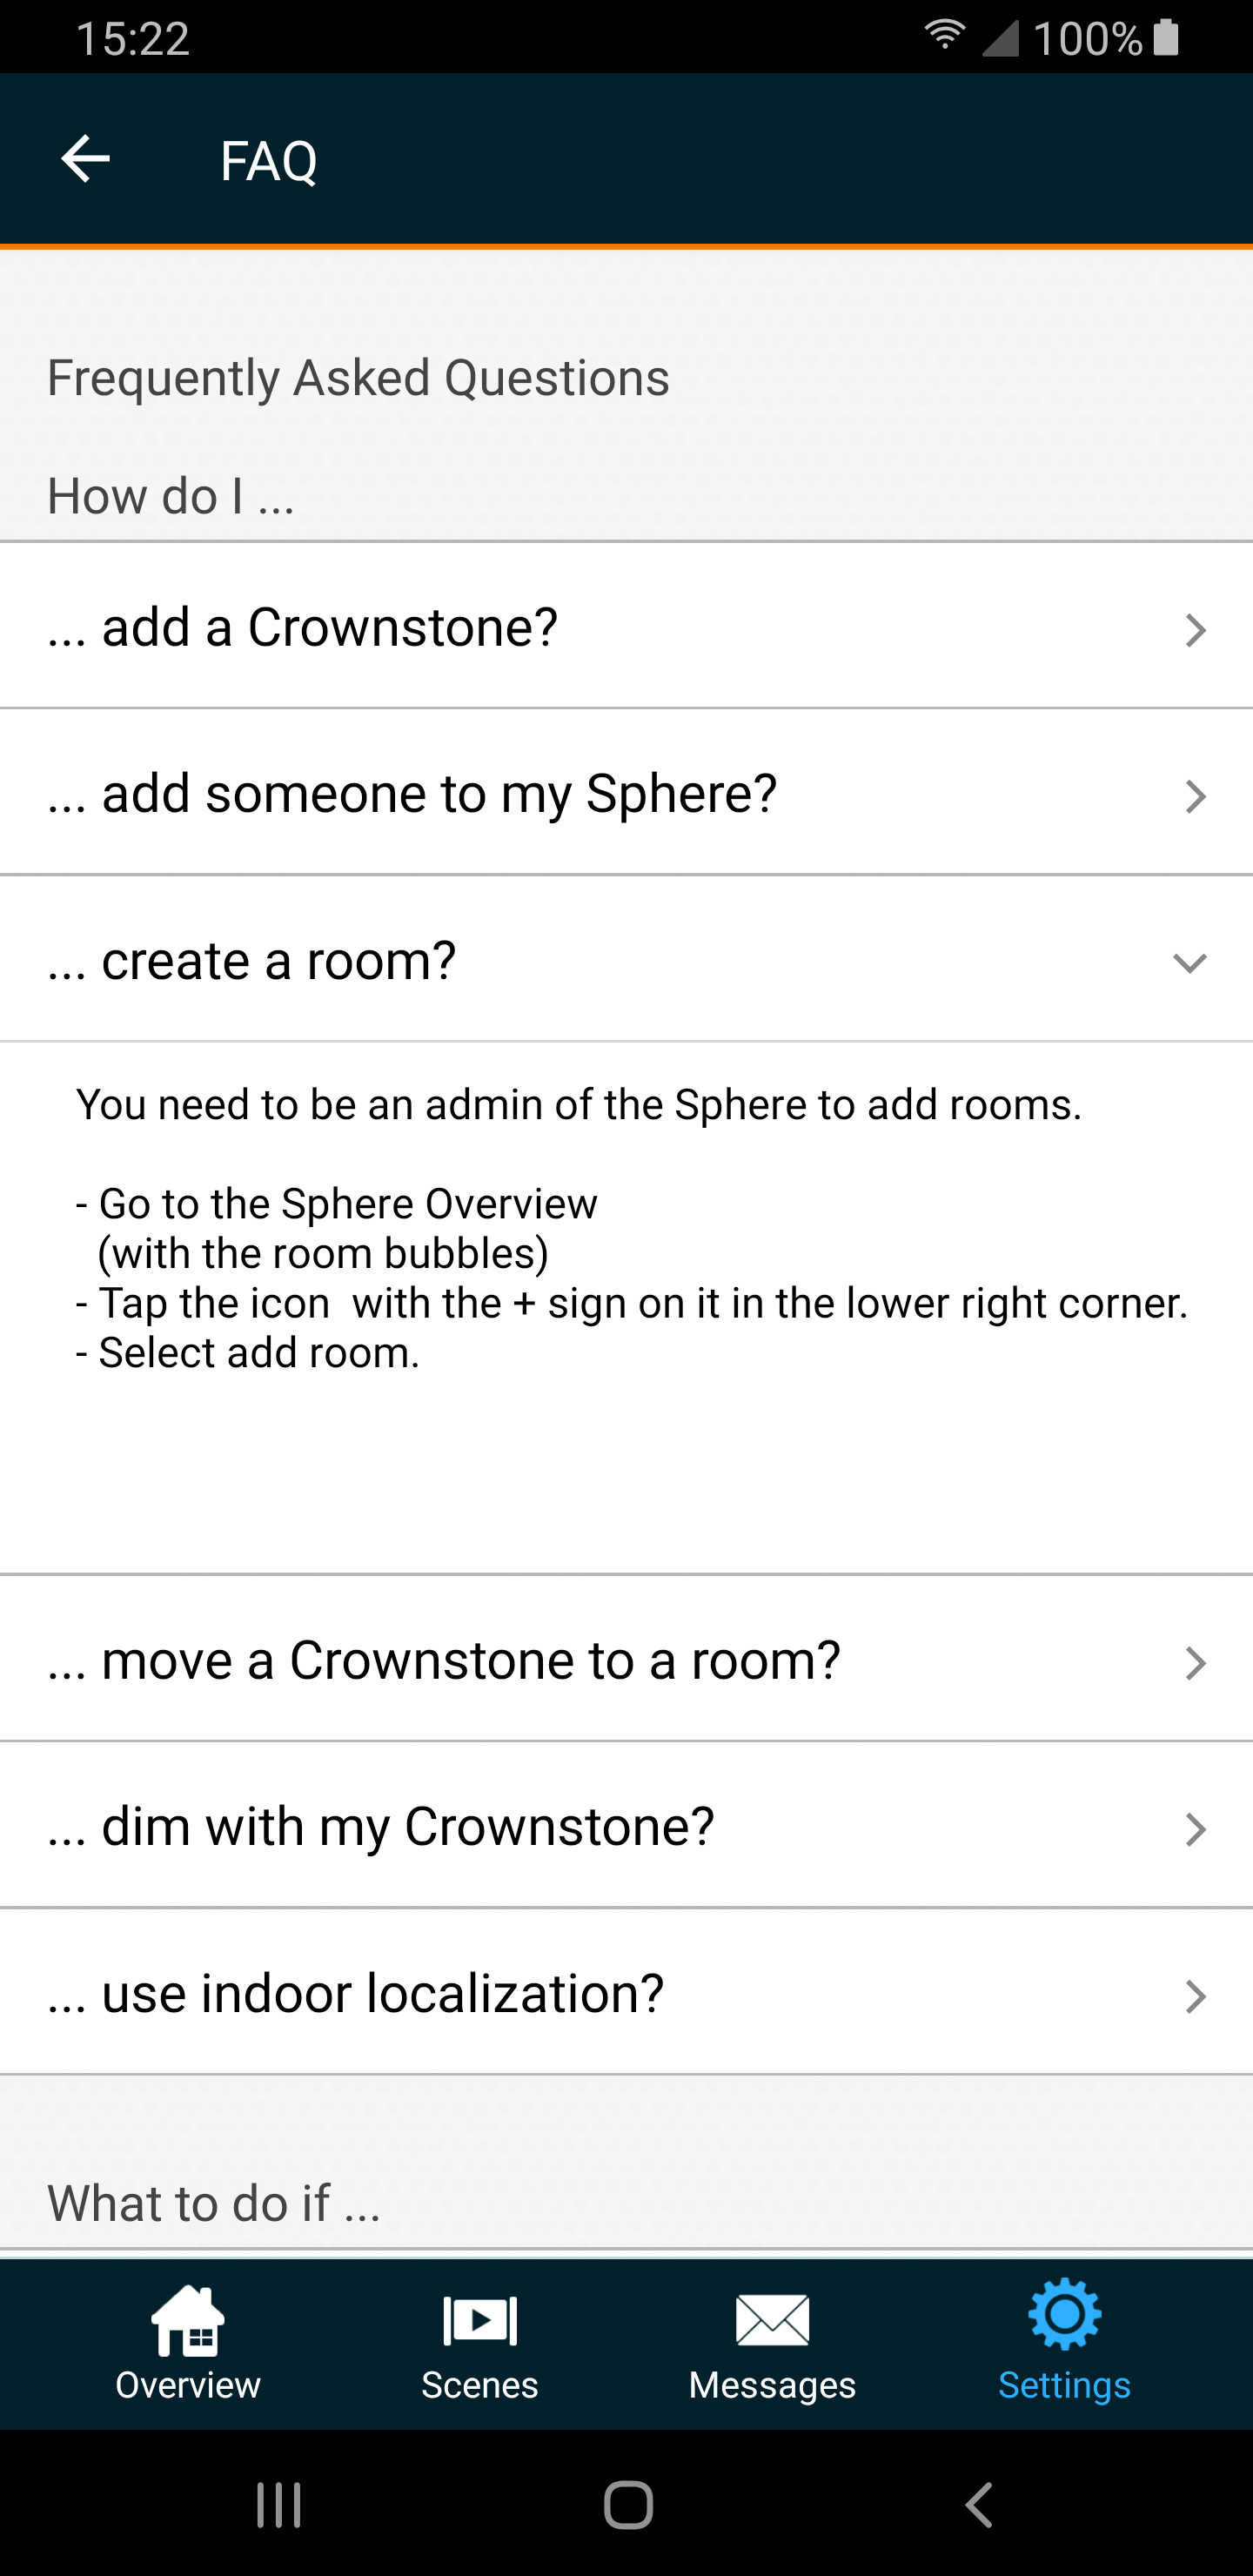 15:22
100%
FAQ
Frequently Asked Questions
How do I ...
... add a Crownstone?
... add someone to my Sphere?
... create a room?
You need to be an admin of the Sphere to add rooms.
- Go to the Sphere Overview
(with the room bubbles)
- Tap the icon  with the + sign on it in the lower right corner.
- Select add room.
... move a Crownstone to a room?
... dim with my Crownstone?
... use indoor localization?
What to do if ...
Overview
Scenes
Messages
Settings